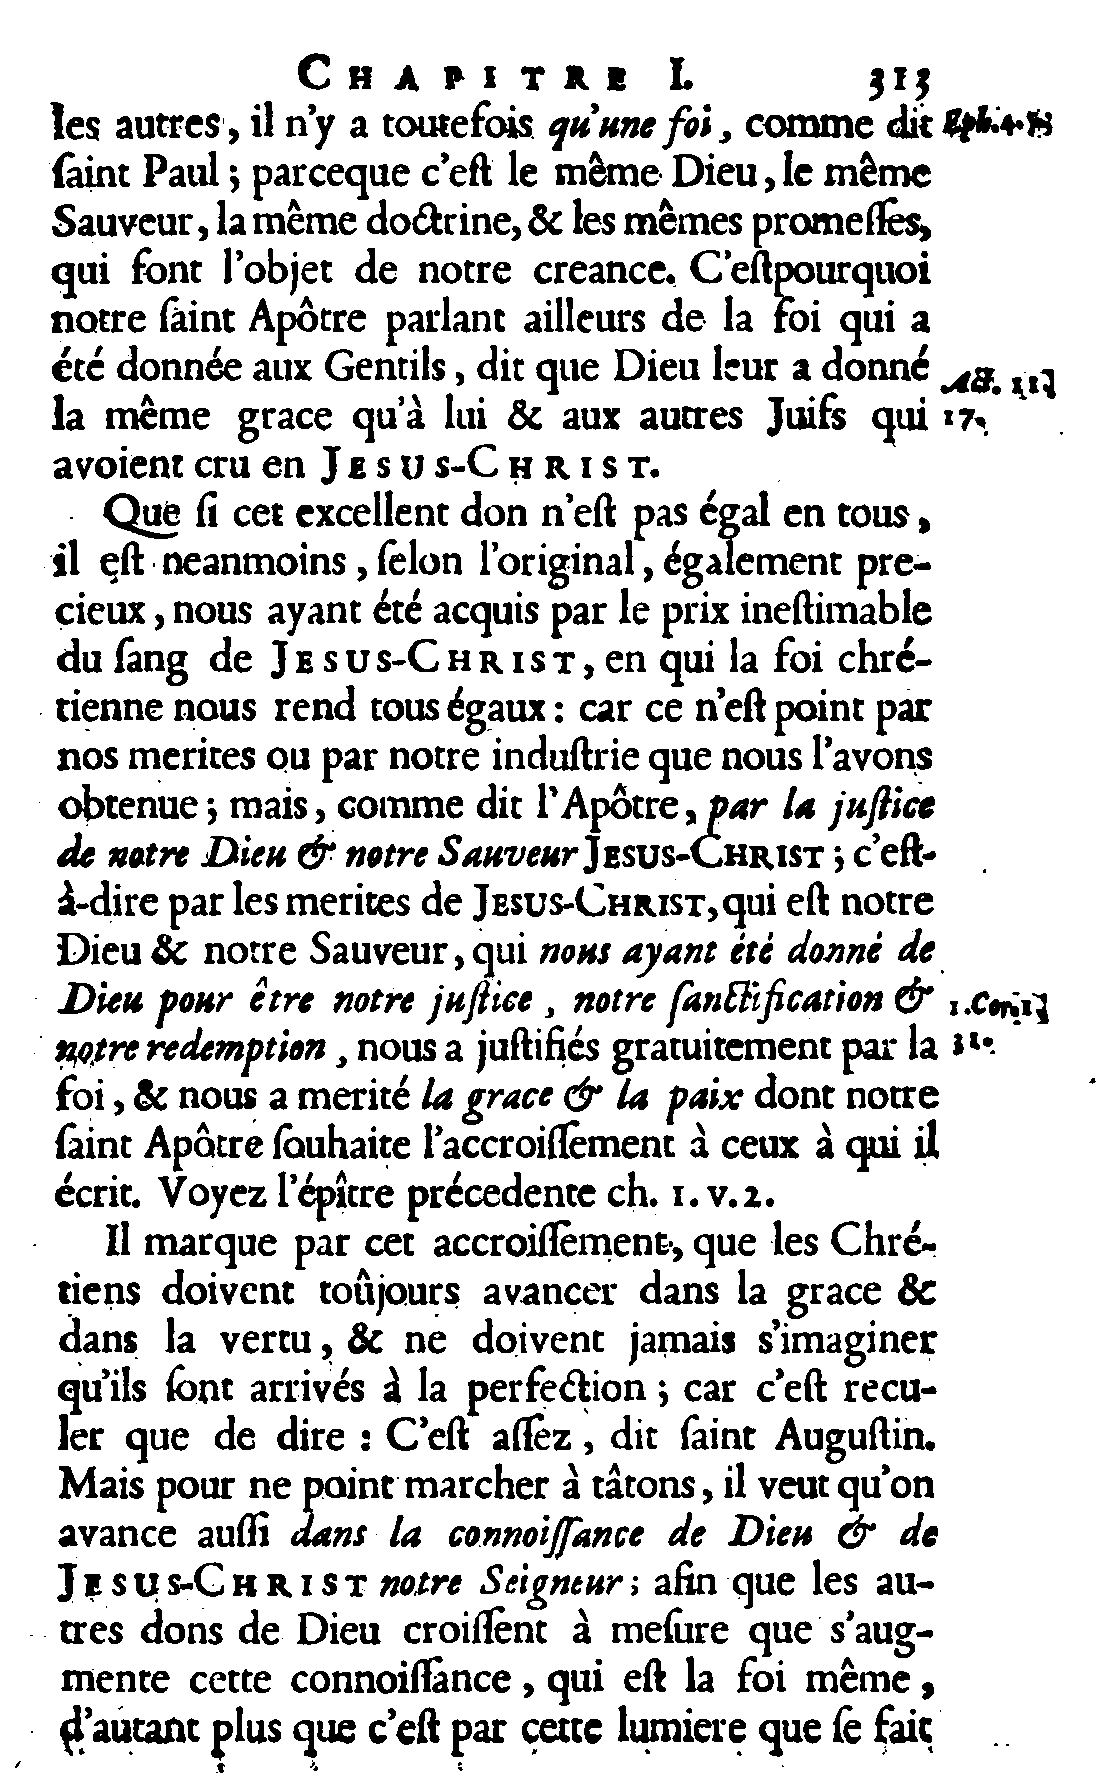 CHAPITRE I. 313
les autres, il n'y a toutefois qu'une foi, comme dit
ſaint Paul ; parceque c'eſt le même Dieu, le même
Sauveur, la même doctrine, & les mêmes promeſſes,
qui font l'objet de notre creance. C'eſtpourquoi
notre ſaint Apôtre parlant ailleurs de la foi qui a
été donnée aux Gentils, dit que Dieu leur a donné
la même grace qu'à lui & aux autres Juifs qui
avoient cru en JESUS-CHRIST.
Que ſi cet excellent don n'eſt pas égal en tous,
il eſt neanmoins, ſelon l'original, également pre-
cieux, nous ayant été acquis par le prix ineſtimable
du ſang de JESUS-CHRIST, en qui la foi chré-
tienne nous rend tous égaux : car ce n'eſt point par
nos merites ou par notre induſtrie que nous l'avons
obtenue ; mais, comme dit l'Apôtre, par la juſtice
de notre Dieu & notre Sauveur JESUS-CHRIST ; c'eſt-
à-dire par les merites de JESUS-CHRIST, qui eſt notre
Dieu & notre Sauveur, qui nous ayant été donné de
Dieu pour être notre juſtice, notre ſanctification &
notre redemption, nous a juſtifiés gratuitement par la
foi, & nous a merité la grace & la paix dont notre
ſaint Apôtre ſouhaite l'accroiſſement à ceux à qui il
écrit. Voyez l'épître précedente ch. 1. v. 2.
Il marque par cet accroiſſement, que les Chré-
tiens doivent toûjours avancer dans la grace &
dans la vertu, & ne doivent jamais s'imaginer
qu'ils ſont arrivés à la perfection ; car c'eſt recu-
ler que de dire : C'eſt aſſez, dit ſaint Auguſtin.
Mais pour ne point marcher à tâtons, il veut qu'on
avance auſſi dans la connoiſſance de Dieu & de
JESUS-CHRIST notre Seigneur ; afin que les au-
tres dons de Dieu croiſſent à meſure que s'aug-
mente cette connoiſſance, qui eſt la foi même,
d'autant plus que c'eſt par cette lumiere que ſe fait
Eph. 4.
Act. 11.
17.
1. Cor. 1.